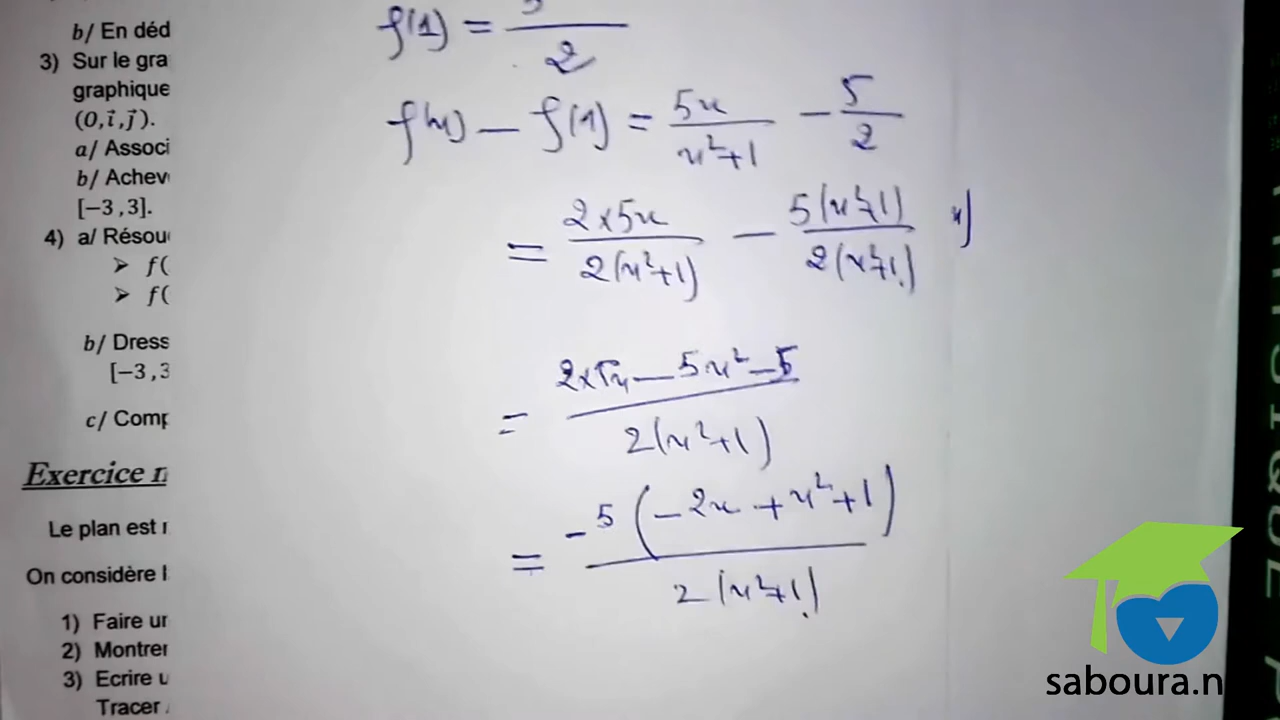 b/ En déd
3) Sur le gra
graphique
(O,i⃗,j⃗).
a/ Associ
b/ Achev
[−3 ,3].
4) a/ Résou
➢ f(
➢ f(
b/ Dress
[−3 ,3
c/ Comp
Exercice n
Le plan est r
On considère l
1) Faire ur
2) Montrer
3) Ecrire u
Tracer
f(1) = 5/2
f(x) − f(1) = 5x/(x²+1) − 5/2
= 2×5x/2(x²+1) − 5(x²+1)/2(x²+1)
= (2×5x − 5x² − 5)/2(x²+1)
= −5(−2x + x² + 1)/2(x²+1)
saboura.n